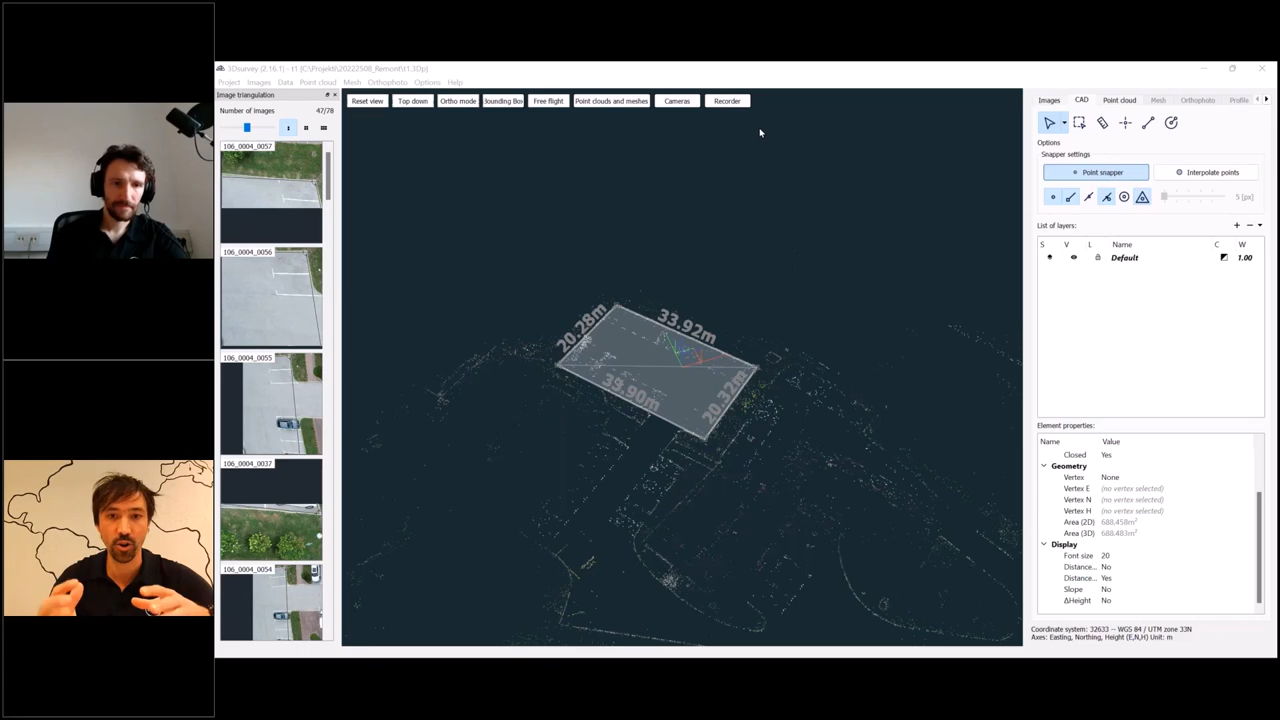 3Dsurvey (2.16.1) - t1 [C:\Projekti\20222508_Remont\t1.3Dp]
Project Images Data Point cloud Mesh Orthophoto Options Help
Image triangulation
Number of images 47/78
106_0004_0057
106_0004_0056
106_0004_0055
106_0004_0037
106_0004_0054
Reset view Top down Ortho mode Bounding Box Free flight Point clouds and meshes Cameras Recorder
20.28m
33.92m
33.90m
20.32m
Images CAD Point cloud Mesh Orthophoto Profile
Options
Snapper settings
Point snapper Interpolate points
5 [px]
List of layers:
S V L Name C W
Default 1.00
Element properties:
Name Value
Closed Yes
Geometry
Vertex None
Vertex E (no vertex selected)
Vertex N (no vertex selected)
Vertex H (no vertex selected)
Area (2D) 688.458m²
Area (3D) 688.483m²
Display
Font size 20
Distance... No
Distance... Yes
Slope No
ΔHeight No
Coordinate system: 32633 -- WGS 84 / UTM zone 33N
Axes: Easting, Northing, Height (E,N,H) Unit: m